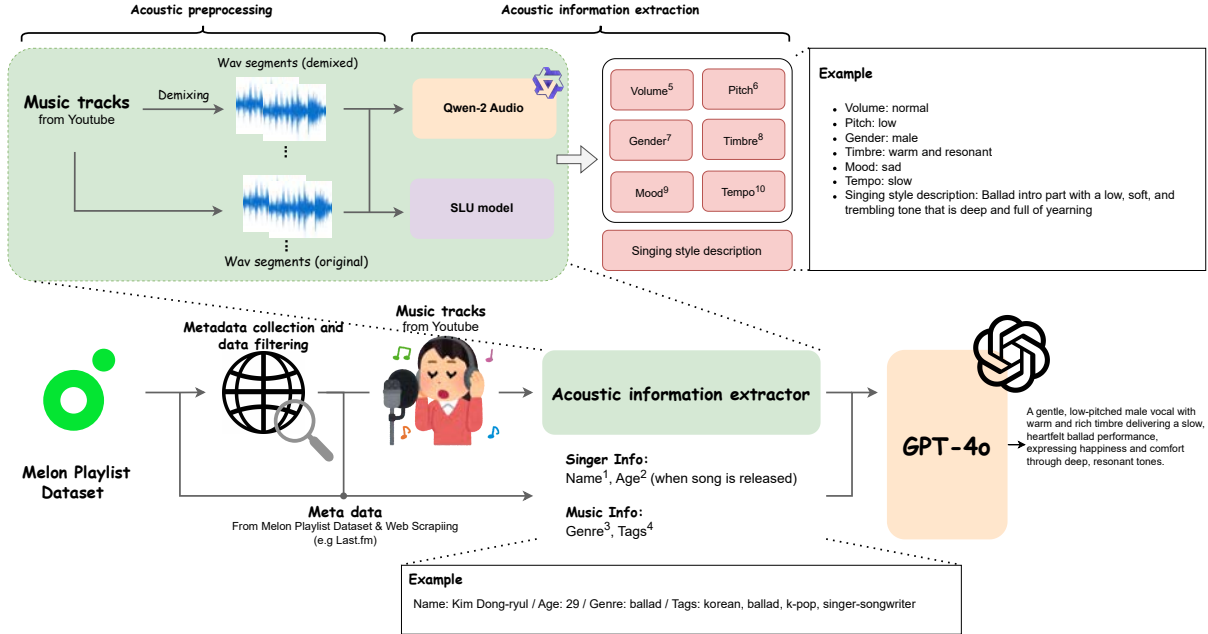 Acoustic preprocessing
Acoustic information extraction
Music tracks
from Youtube
Demixing
Wav segments (demixed)
⋮
Wav segments (original)
⋮
Qwen-2 Audio
SLU model
Volume5
Pitch6
Gender7
Timbre8
Mood9
Tempo10
Singing style description
Example
• Volume: normal
• Pitch: low
• Gender: male
• Timbre: warm and resonant
• Mood: sad
• Tempo: slow
• Singing style description: Ballad intro part with a low, soft, and
trembling tone that is deep and full of yearning
Melon Playlist
Dataset
Metadata collection and
data filtering
Music tracks
from Youtube
Acoustic information extractor
Meta data
From Melon Playlist Dataset & Web Scrapiing
(e.g Last.fm)
Singer Info:
Name1, Age2 (when song is released)
Music Info:
Genre3, Tags4
GPT-4o
A gentle, low-pitched male vocal with
warm and rich timbre delivering a slow,
heartfelt ballad performance,
expressing happiness and comfort
through deep, resonant tones.
Example
Name: Kim Dong-ryul / Age: 29 / Genre: ballad / Tags: korean, ballad, k-pop, singer-songwriter